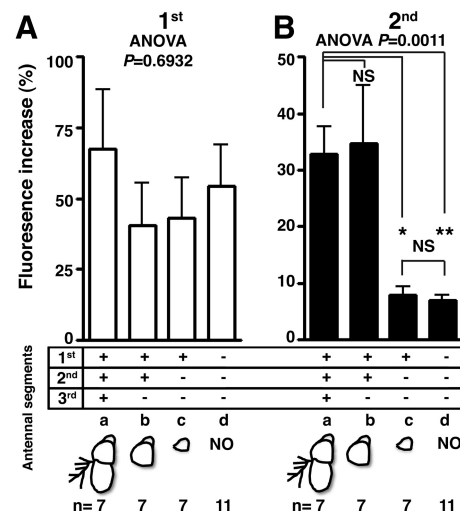 A 1st B 2nd
ANOVA P=0.6932
ANOVA P=0.0011
Fluoresence increase (%)
100
75
50
25
0
50
40
30
20
10
0
NS
* **
NS
Antennal segments
1st + + + - + + + -
2nd + + - - + + - -
3rd + - - - + - - -
a b c d a b c d
NO NO
n= 7 7 7 11 n= 7 7 7 11